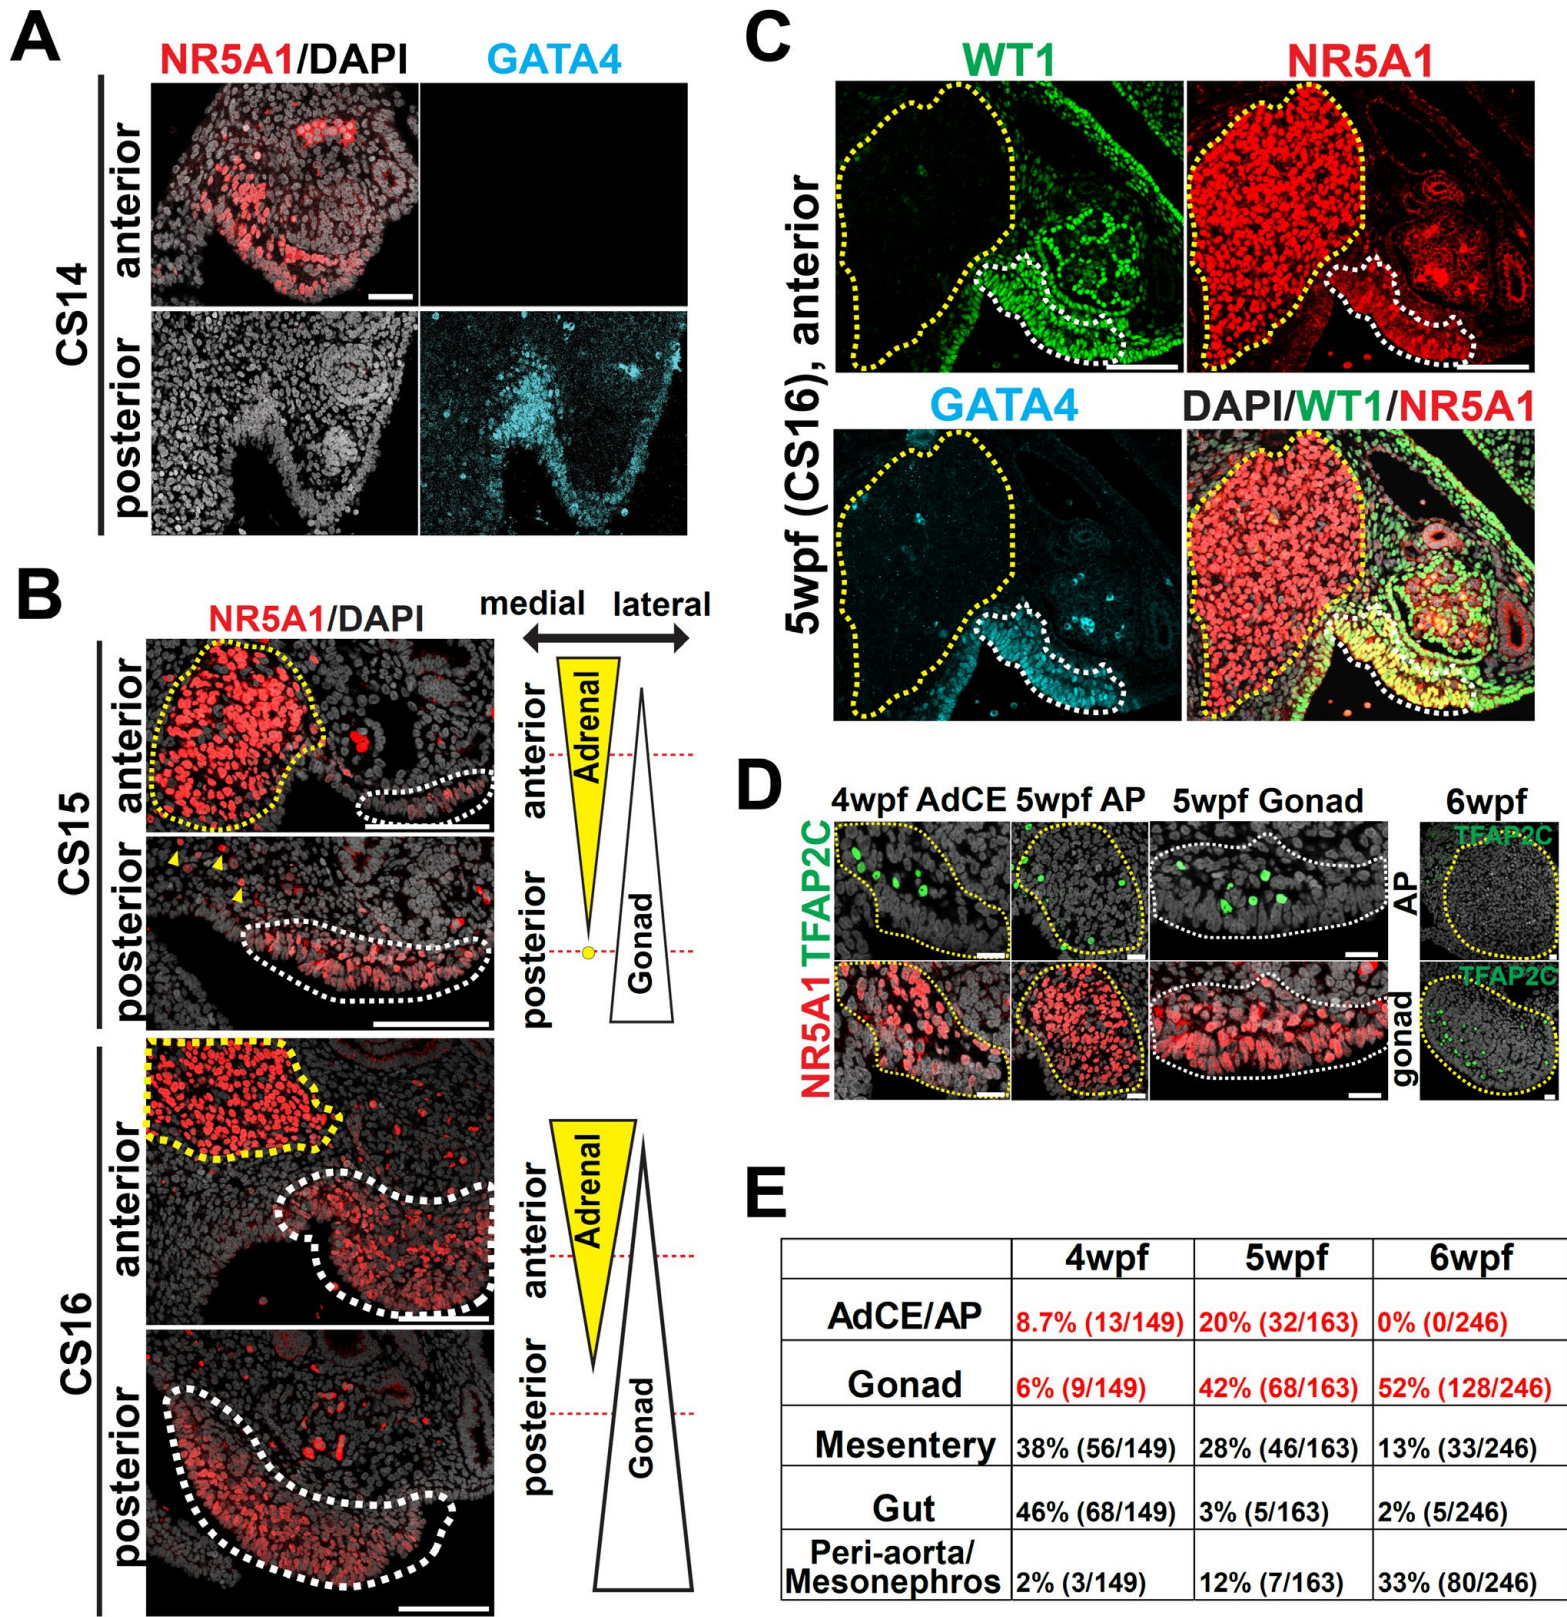 A
NR5A1/DAPI
GATA4
CS14
anterior
posterior
B
NR5A1/DAPI
medial
lateral
CS15
anterior
posterior
anterior
posterior
Adrenal
Gonad
CS16
anterior
posterior
anterior
posterior
Adrenal
Gonad
C
WT1
NR5A1
GATA4
DAPI/WT1/NR5A1
5wpf (CS16), anterior
D
4wpf AdCE
5wpf AP
5wpf Gonad
6wpf
NR5A1 TFAP2C
TFAP2C
AP
TFAP2C
gonad
E
4wpf 5wpf 6wpf
AdCE/AP 8.7% (13/149) 20% (32/163) 0% (0/246)
Gonad 6% (9/149) 42% (68/163) 52% (128/246)
Mesentery 38% (56/149) 28% (46/163) 13% (33/246)
Gut 46% (68/149) 3% (5/163) 2% (5/246)
Peri-aorta/
Mesonephros 2% (3/149) 12% (7/163) 33% (80/246)